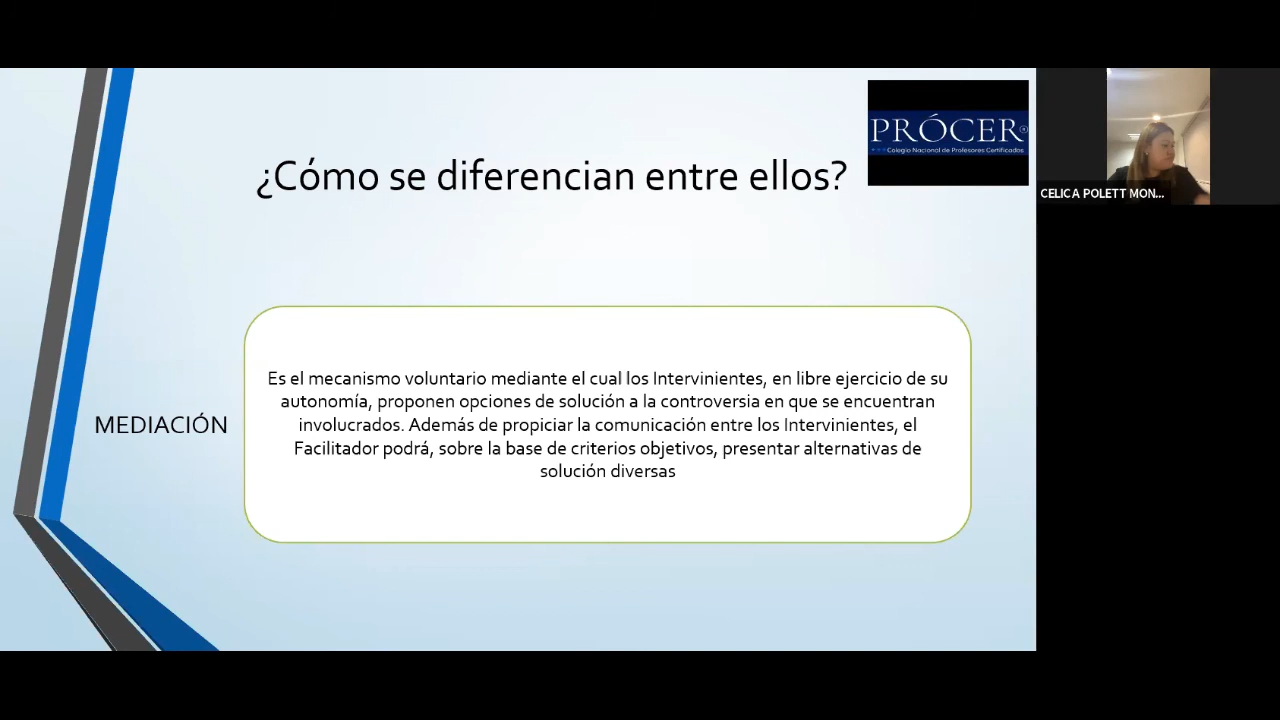 PRÓCER®
Colegio Nacional de Profesores Certificados
¿Cómo se diferencian entre ellos?
CELICA POLETT MON...
Es el mecanismo voluntario mediante el cual los Intervinientes, en libre ejercicio de su
autonomía, proponen opciones de solución a la controversia en que se encuentran
involucrados. Además de propiciar la comunicación entre los Intervinientes, el
Facilitador podrá, sobre la base de criterios objetivos, presentar alternativas de
solución diversas
MEDIACIÓN